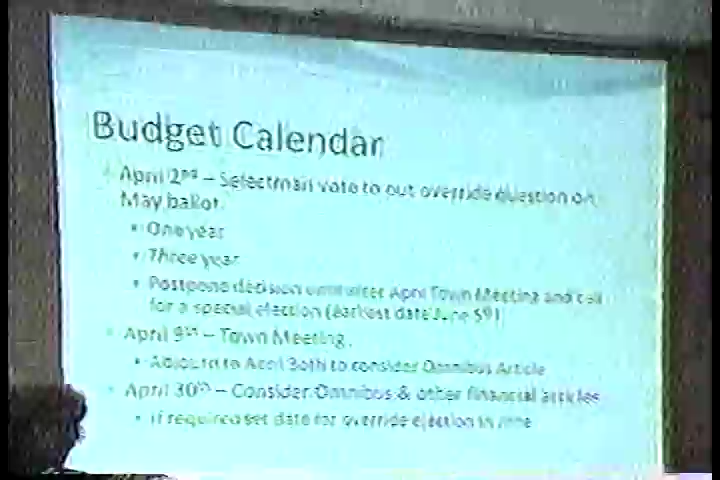 Budget Calendar
April 2nd – Selectman vote to put override question on
May ballot.
• One year
• Three year
• Postpone decision until after April Town Meeting and call
for a special election (earliest date June
April 9th – Town Meeting.
• Adjourn to April 30th to consider Omnibus Article
April 30th – Consider Omnibus & other financial articles
• If required set date for override election in June